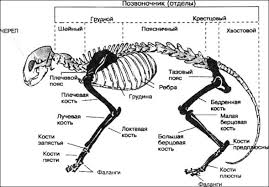 Позвоночник (отделы)
Грудной
Крестцовый
ЧЕРЕП
Шейный
Поясничный
Хвостовой
Плечевой
пояс
Тазовый
пояс
Ребра
Плечевая
кость
Грудина
Бедренная
кость
Лучевая
кость
Малая
берцовая
кость
Кости
запястья
Локтевая
кость
Большая
берцовая
кость
Кости
предплюсны
Кости
пясти
Кости
плюсны
Фаланги
Фаланги